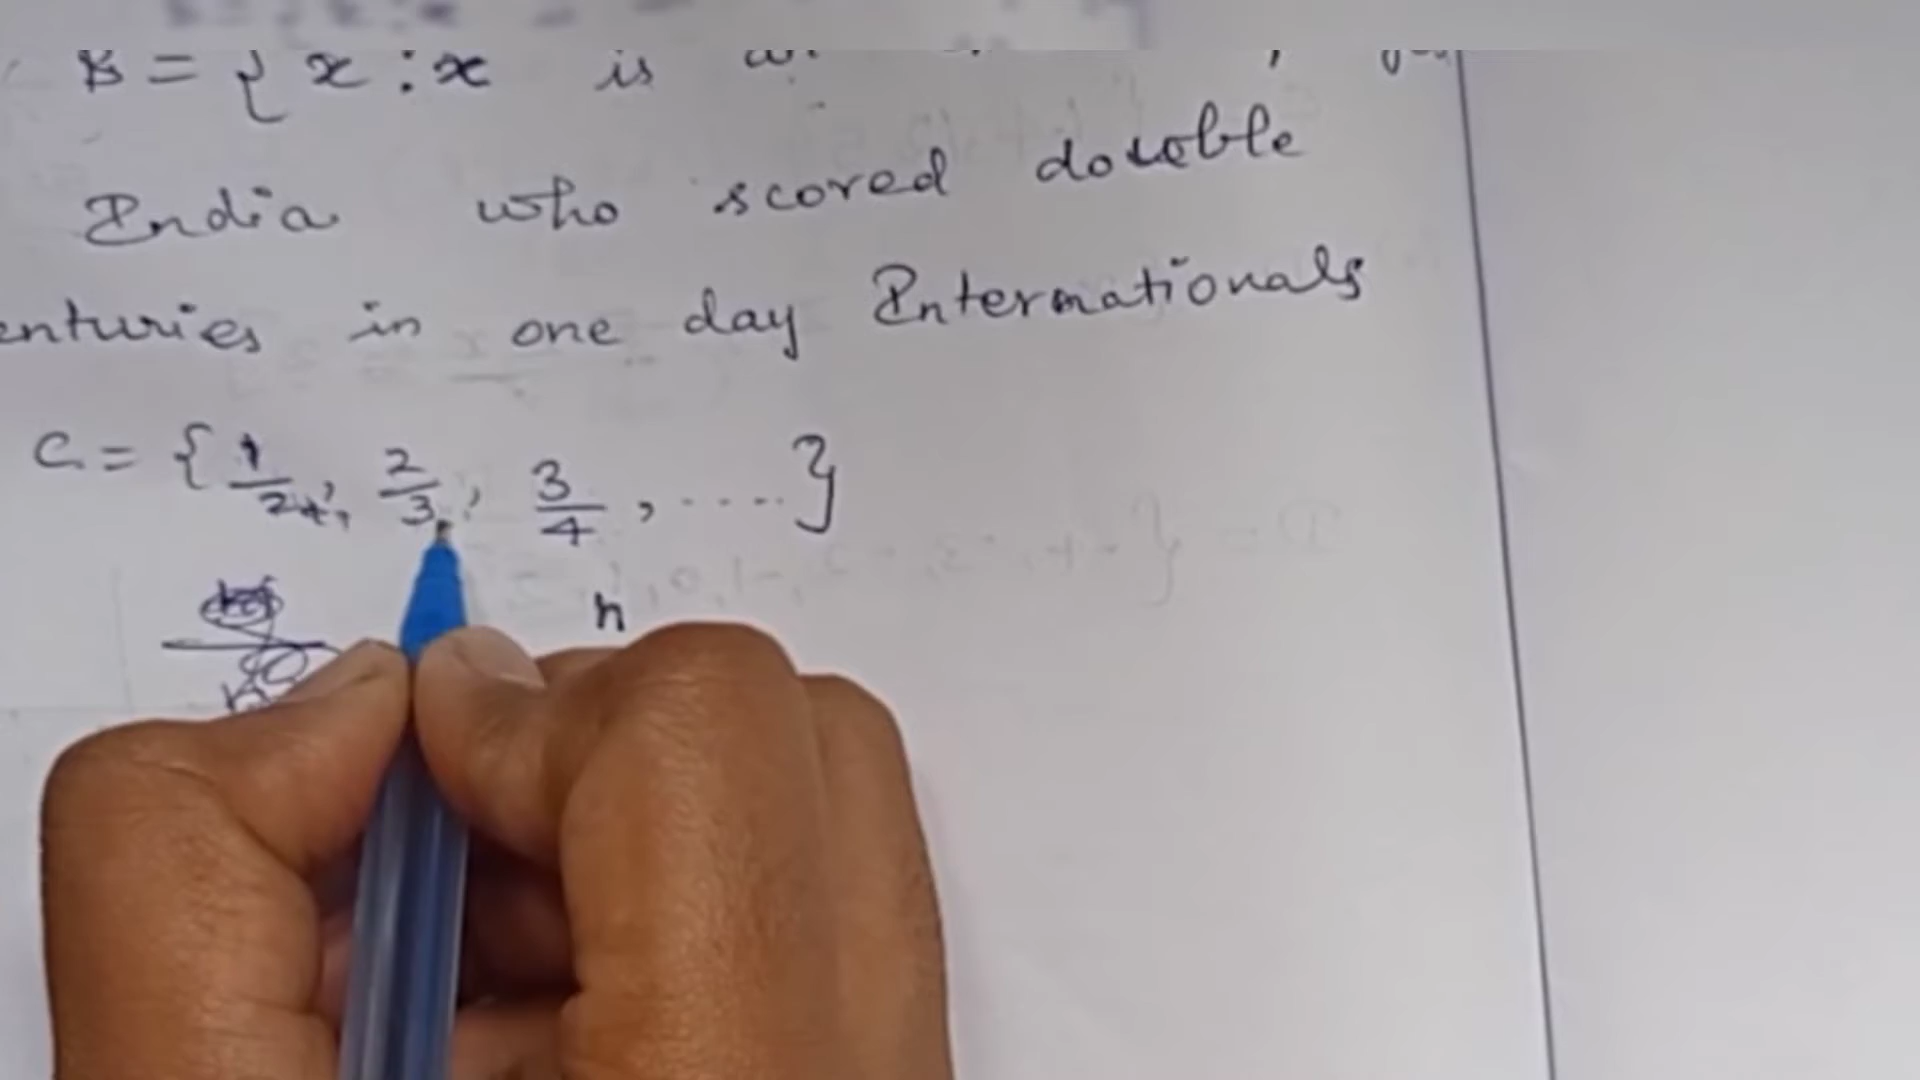 B = {x : x is
India who scored double
enturies in one day Internationals
C = {1/2, 2/3, 3/4, .....}
n